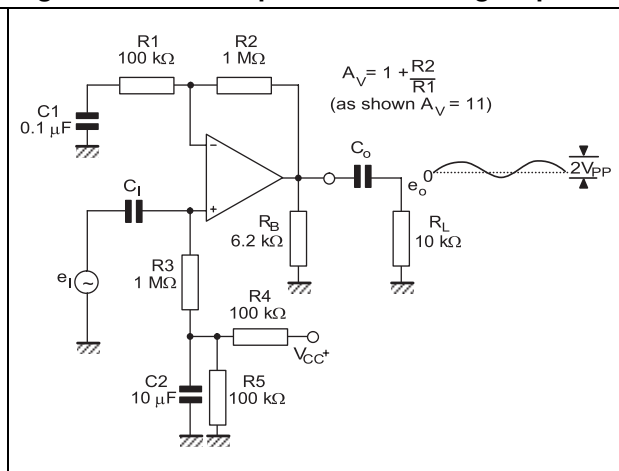 R1
100 kΩ
R2
1 MΩ
A_V = 1 + R2/R1
(as shown A_V = 11)
C1
0.1 μF
C_I
C_o
e_o
0
2V_PP
e_I
~
R_B
6.2 kΩ
R_L
10 kΩ
R3
1 MΩ
R4
100 kΩ
V_CC+
C2
10 μF
R5
100 kΩ